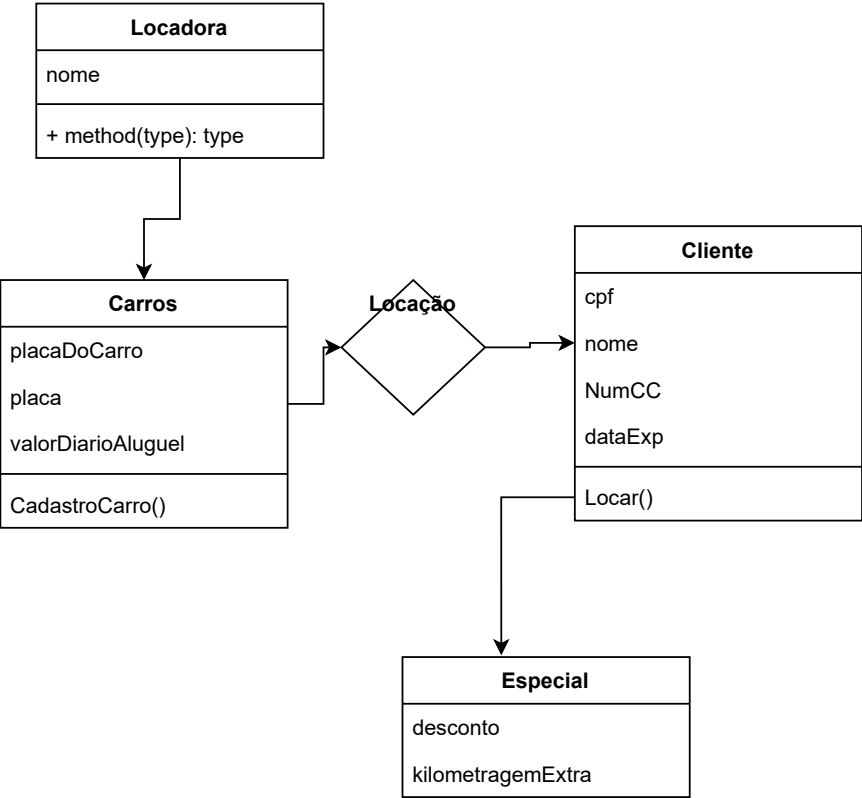 Locadora
nome
+ method(type): type
Carros
placaDoCarro
placa
valorDiarioAluguel
CadastroCarro()
Locação
Cliente
cpf
nome
NumCC
dataExp
Locar()
Especial
desconto
kilometragemExtra